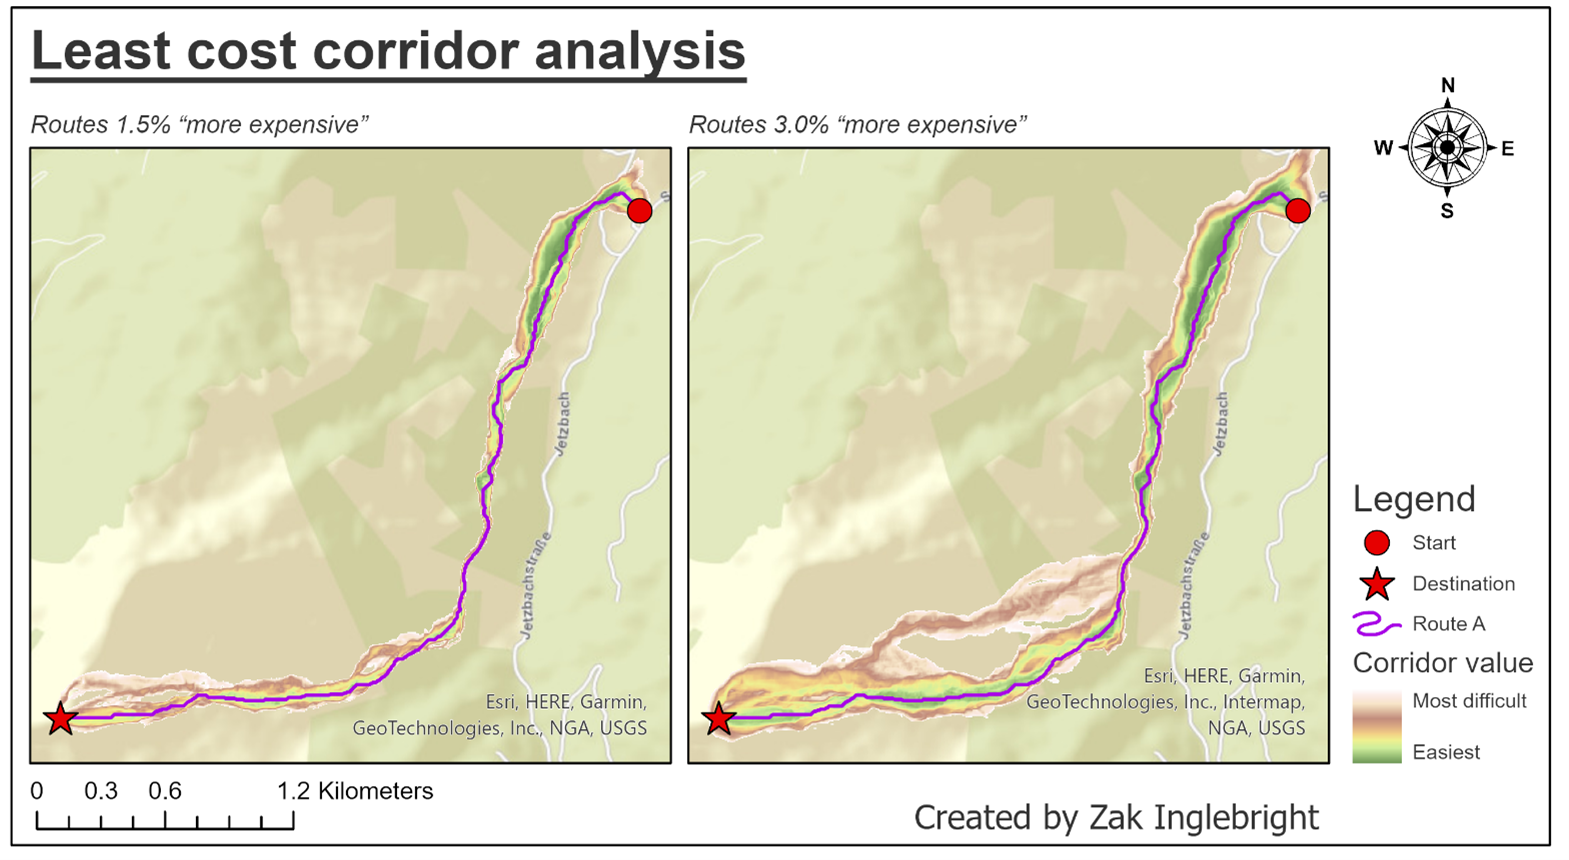 Least cost corridor analysis
Routes 1.5% “more expensive”
Routes 3.0% “more expensive”
N
W
E
S
S
Jetzbach
Jetzbachstraße
Esri, HERE, Garmin,
GeoTechnologies, Inc., NGA, USGS
S
Jetzbach
Jetzbachstraße
Esri, HERE, Garmin,
GeoTechnologies, Inc., Intermap,
NGA, USGS
Legend
Start
Destination
Route A
Corridor value
Most difficult
Easiest
0 0.3 0.6 1.2 Kilometers
Created by Zak Inglebright